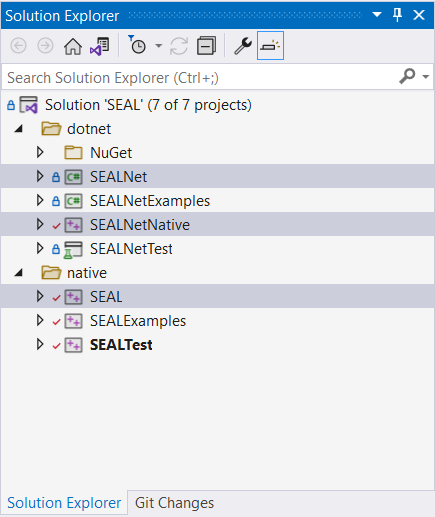 Solution Explorer
Search Solution Explorer (Ctrl+;)
Solution 'SEAL' (7 of 7 projects)
dotnet
NuGet
C# SEALNet
C# SEALNetExamples
SEALNetNative
SEALNetTest
native
SEAL
SEALExamples
SEALTest
Solution Explorer Git Changes